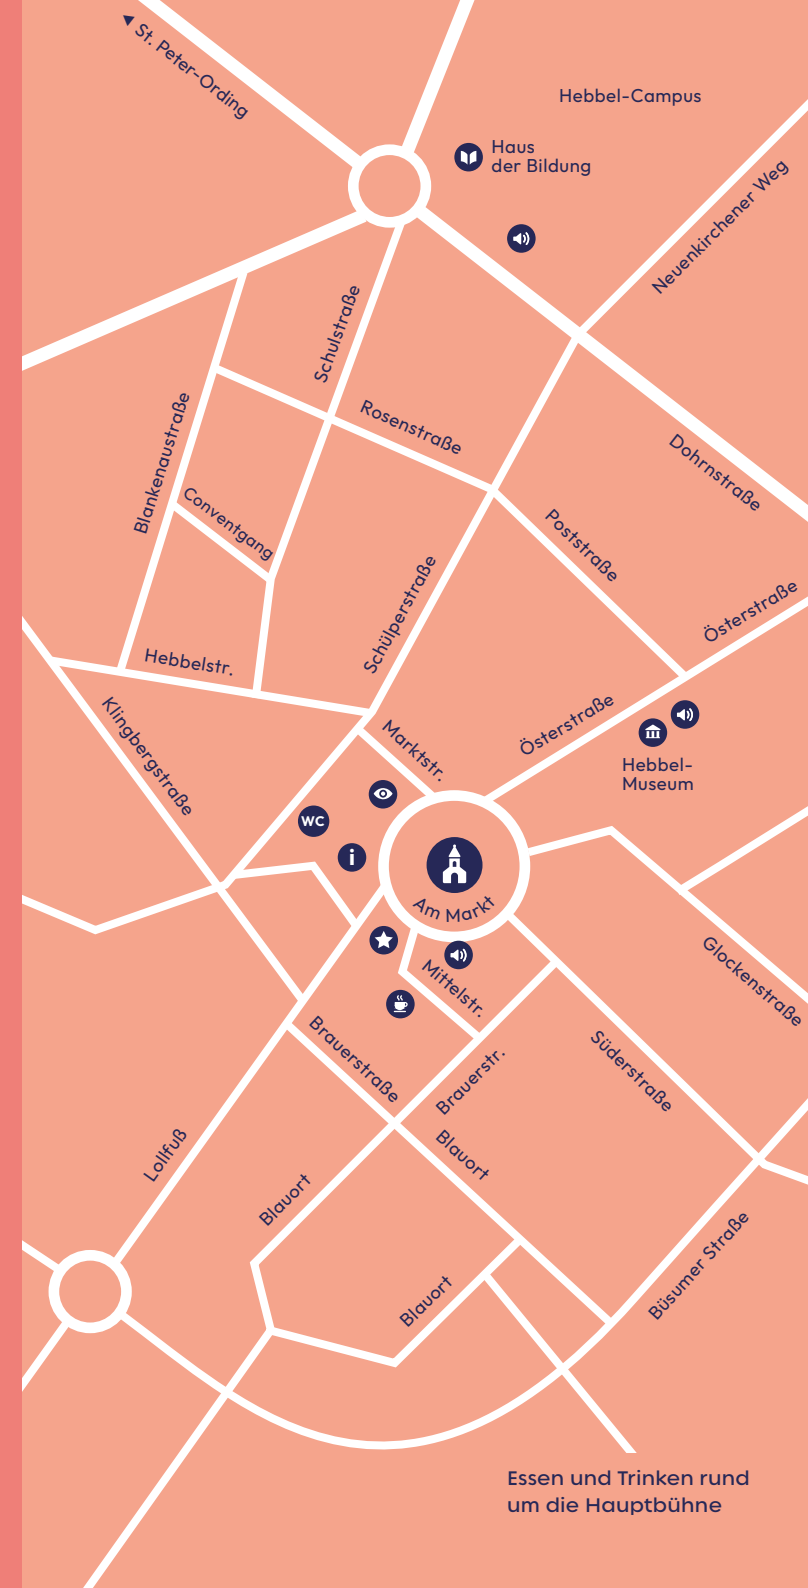 St. Peter-Ording
Hebbel-Campus
Haus
der Bildung
Neuenkirchener Weg
Schulstraße
Rosenstraße
Blankenaustraße
Dohrnstraße
Conventgang
Poststraße
Schülperstraße
Österstraße
Hebbelstr.
Klingbergstraße
Österstraße
Marktstr.
Hebbel-
Museum
WC
i
Am Markt
Glockenstraße
Mittelstr.
Brauerstraße
Brauerstr.
Süderstraße
Lollfuß
Blauort
Blauort
Büsumer Straße
Blauort
Essen und Trinken rund
um die Hauptbühne